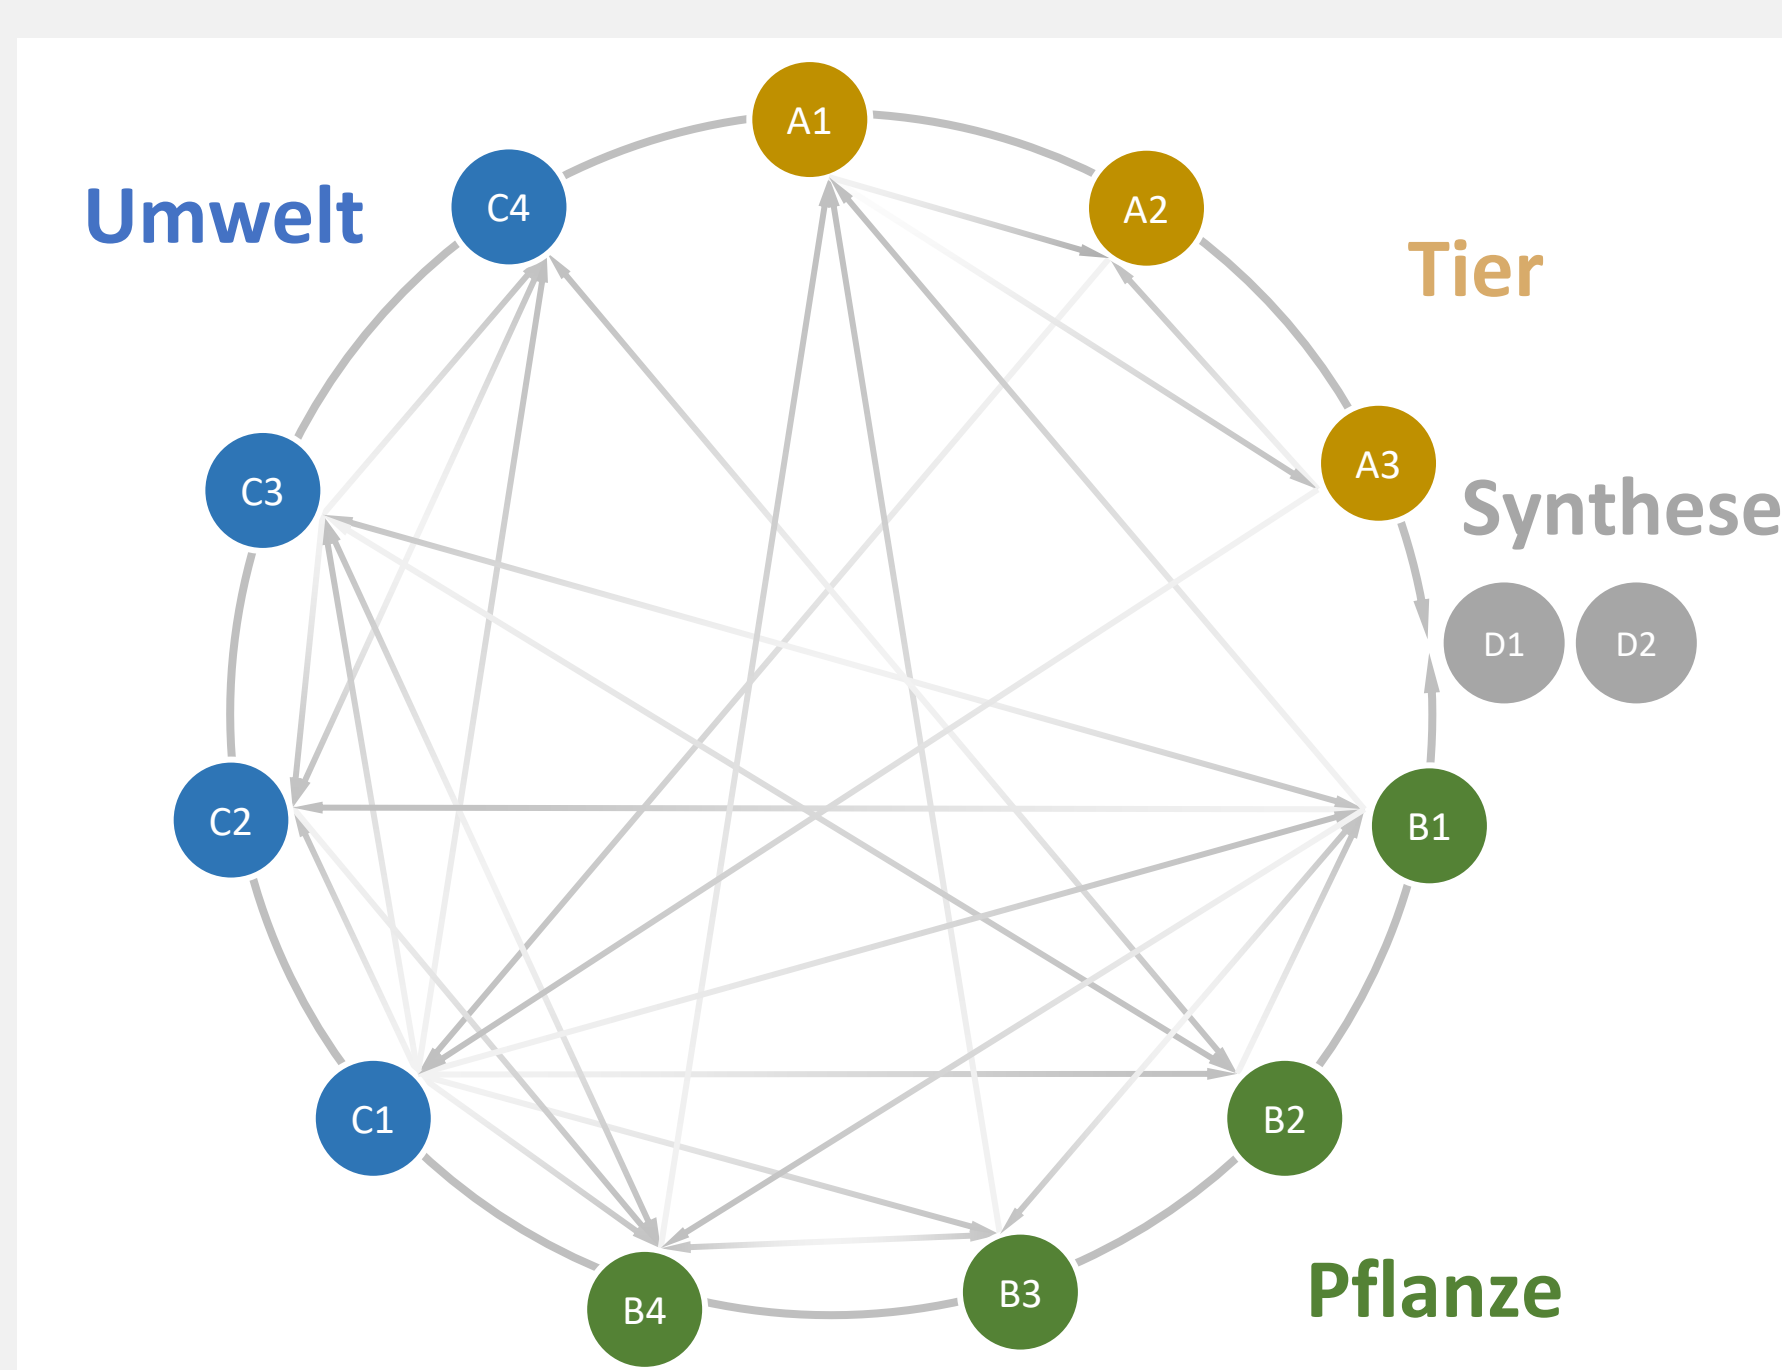 A1
Umwelt
C4
A2
Tier
A3
C3
Synthese
D1 D2
C2
B1
C1
B2
B3
Pflanze
B4